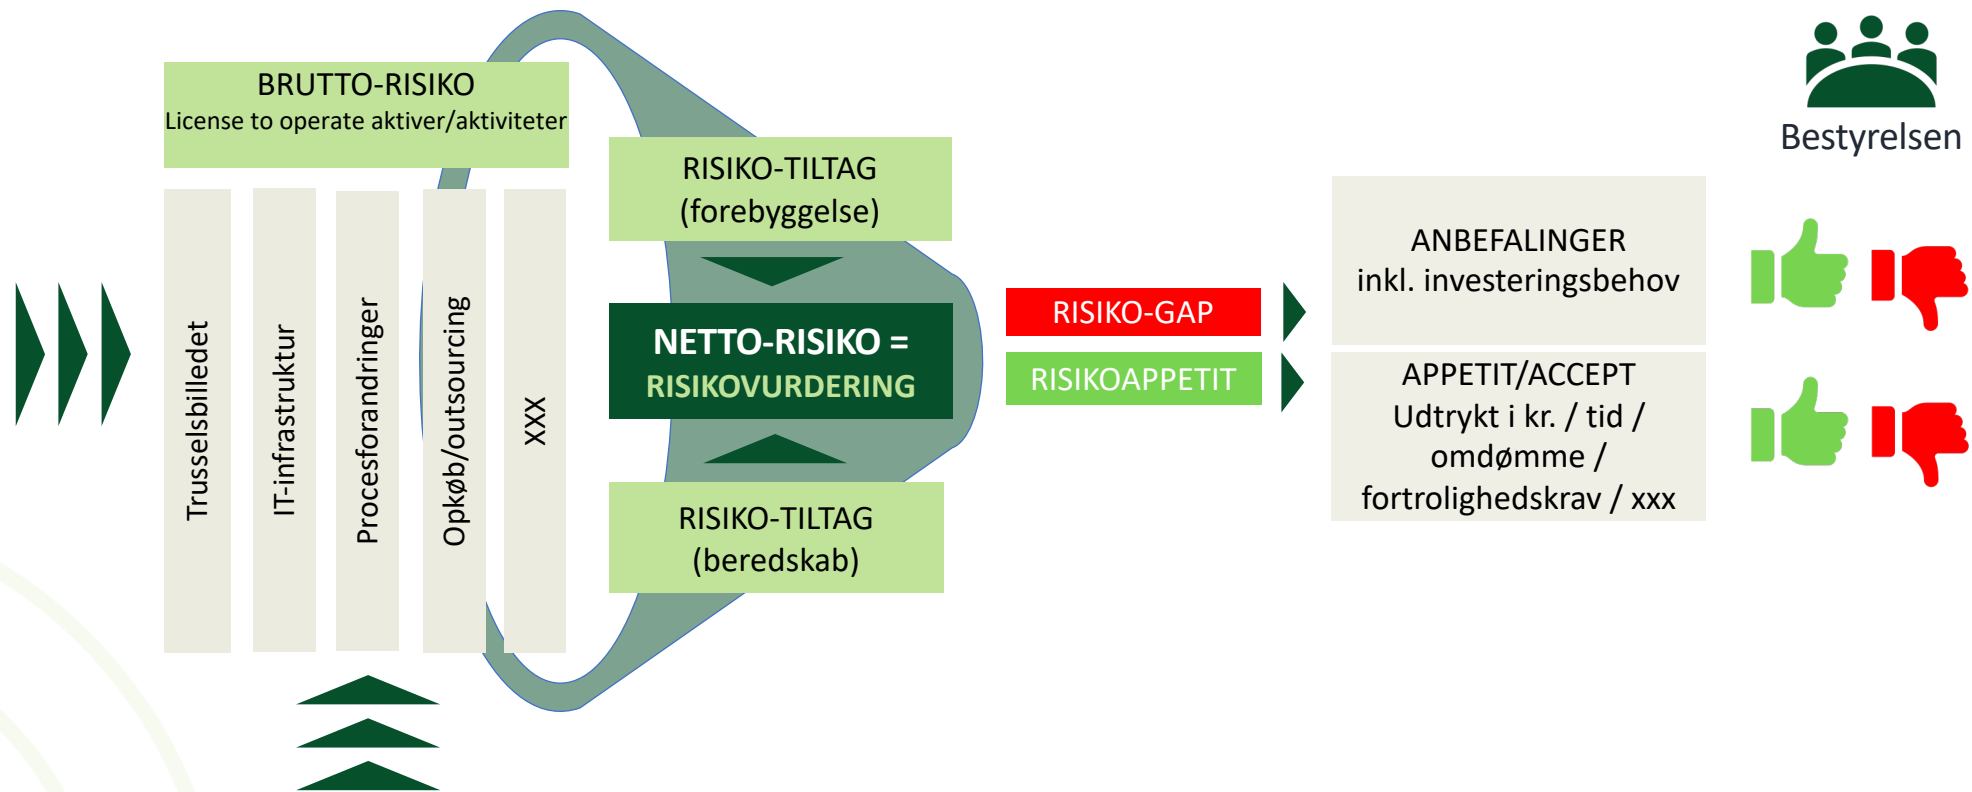 BRUTTO-RISIKO
License to operate aktiver/aktiviteter
Trusselsbilledet
IT-infrastruktur
Procesforandringer
Opkøb/outsourcing
XXX
RISIKO-TILTAG
(forebyggelse)
NETTO-RISIKO =
RISIKOVURDERING
RISIKO-TILTAG
(beredskab)
RISIKO-GAP
RISIKOAPPETIT
ANBEFALINGER
inkl. investeringsbehov
APPETIT/ACCEPT
Udtrykt i kr. / tid /
omdømme /
fortrolighedskrav / xxx
Bestyrelsen